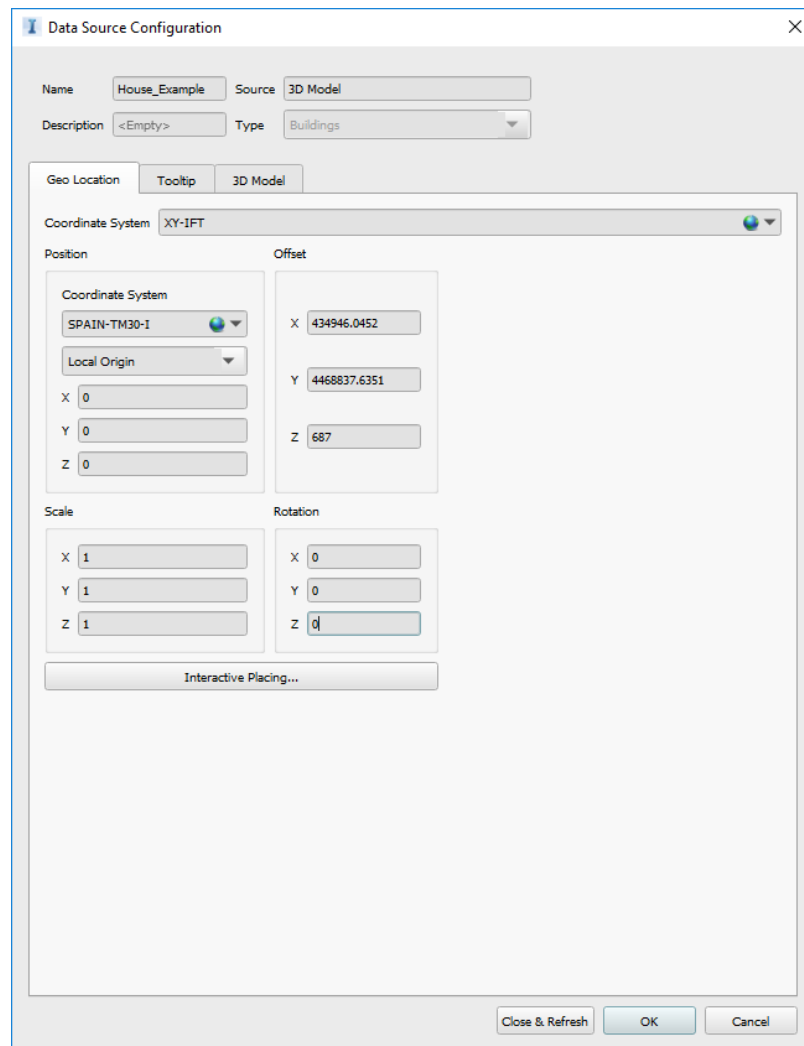 Data Source Configuration
Name House_Example Source 3D Model
Description <Empty> Type Buildings
Geo Location Tooltip 3D Model
Coordinate System XY-IFT
Position Offset
Coordinate System
SPAIN-TM30-I
X 434946.0452
Local Origin
Y 4468837.6351
X 0
Y 0
Z 687
Z 0
Scale Rotation
X 1 X 0
Y 1 Y 0
Z 1 Z 0
Interactive Placing...
Close & Refresh OK Cancel